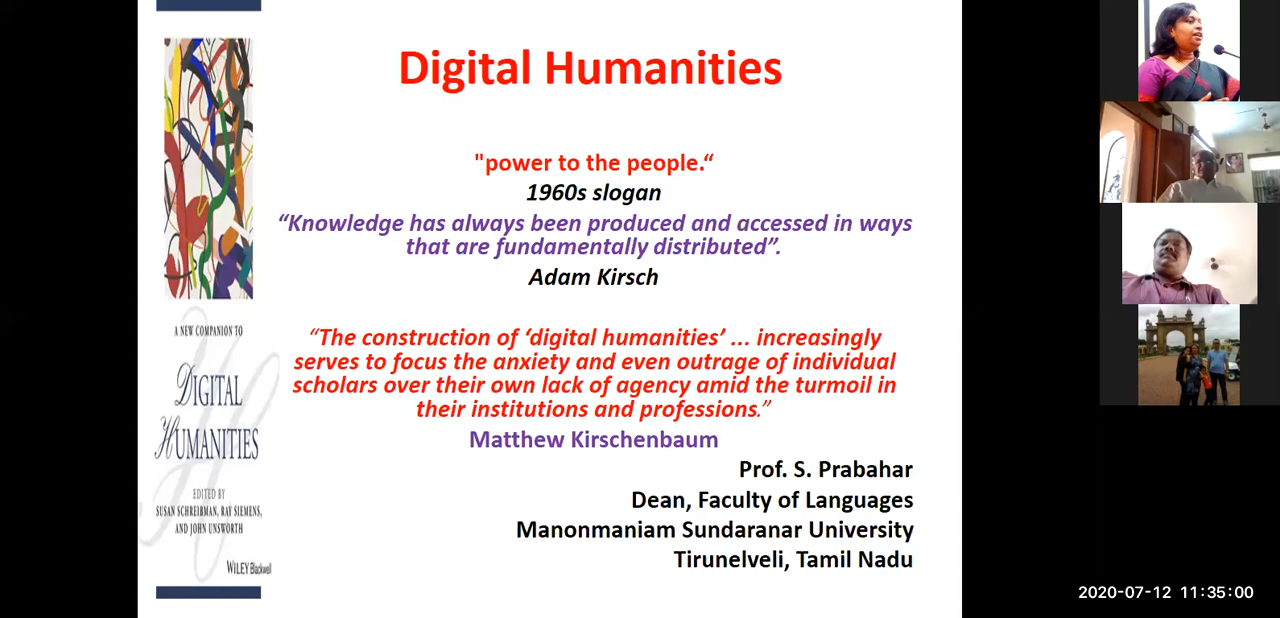 Digital Humanities
"power to the people.“
1960s slogan
“Knowledge has always been produced and accessed in ways
that are fundamentally distributed”.
Adam Kirsch
“The construction of ‘digital humanities’ ... increasingly
serves to focus the anxiety and even outrage of individual
scholars over their own lack of agency amid the turmoil in
their institutions and professions.”
Matthew Kirschenbaum
Prof. S. Prabahar
Dean, Faculty of Languages
Manonmaniam Sundaranar University
Tirunelveli, Tamil Nadu
A NEW COMPANION TO
DIGITAL
HUMANITIES
EDITED BY
SUSAN SCHREIBMAN, RAY SIEMENS,
AND JOHN UNSWORTH
WILEY Blackwell
2020-07-12 11:35:00